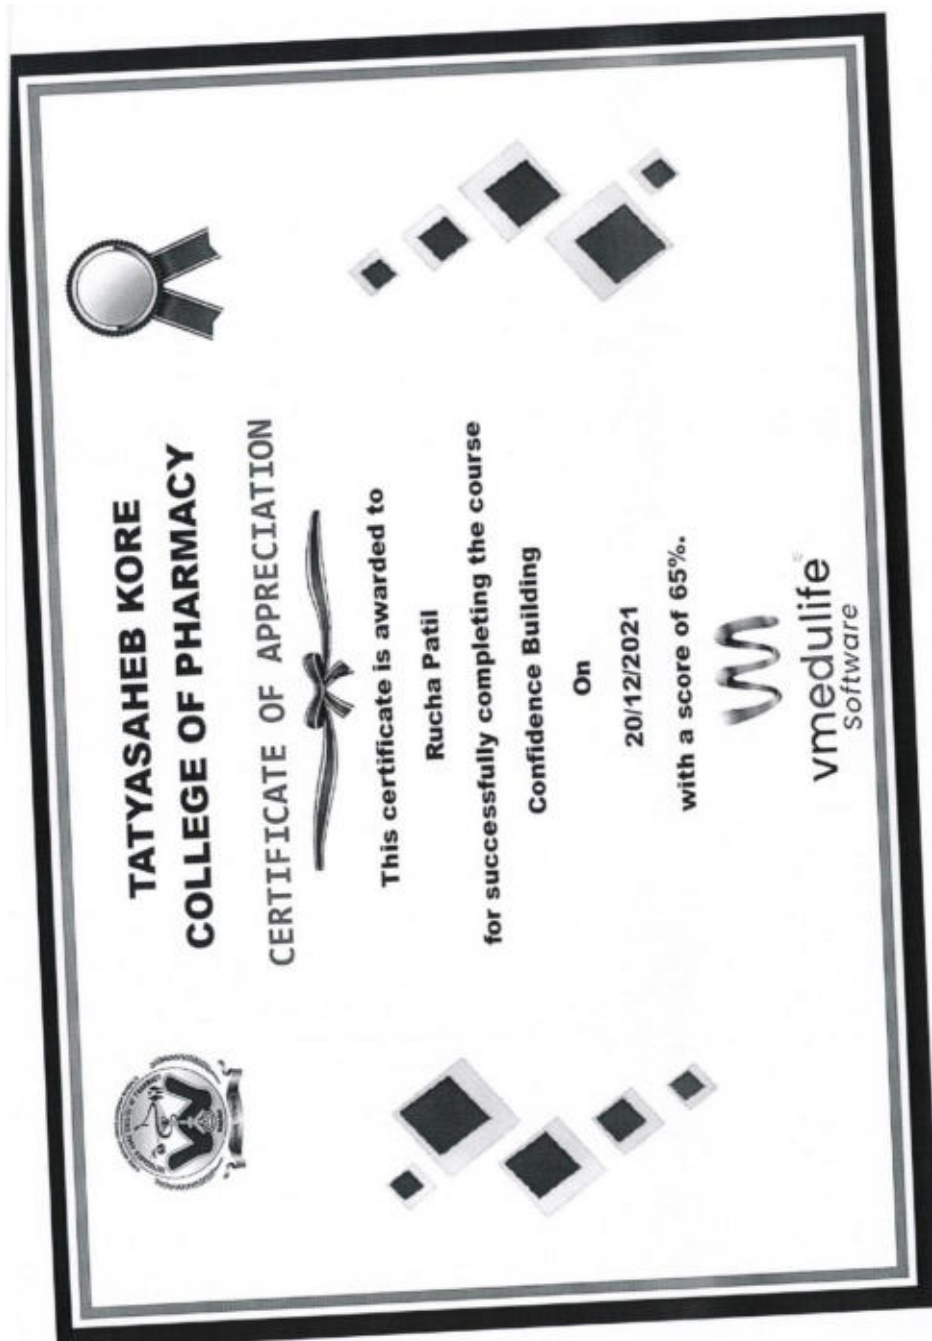 TATYASAHEB KORE
COLLEGE OF PHARMACY
CERTIFICATE OF APPRECIATION
This certificate is awarded to
Rucha Patil
for successfully completing the course
Confidence Building
On
20/12/2021
with a score of 65%.
vmedulife®
software